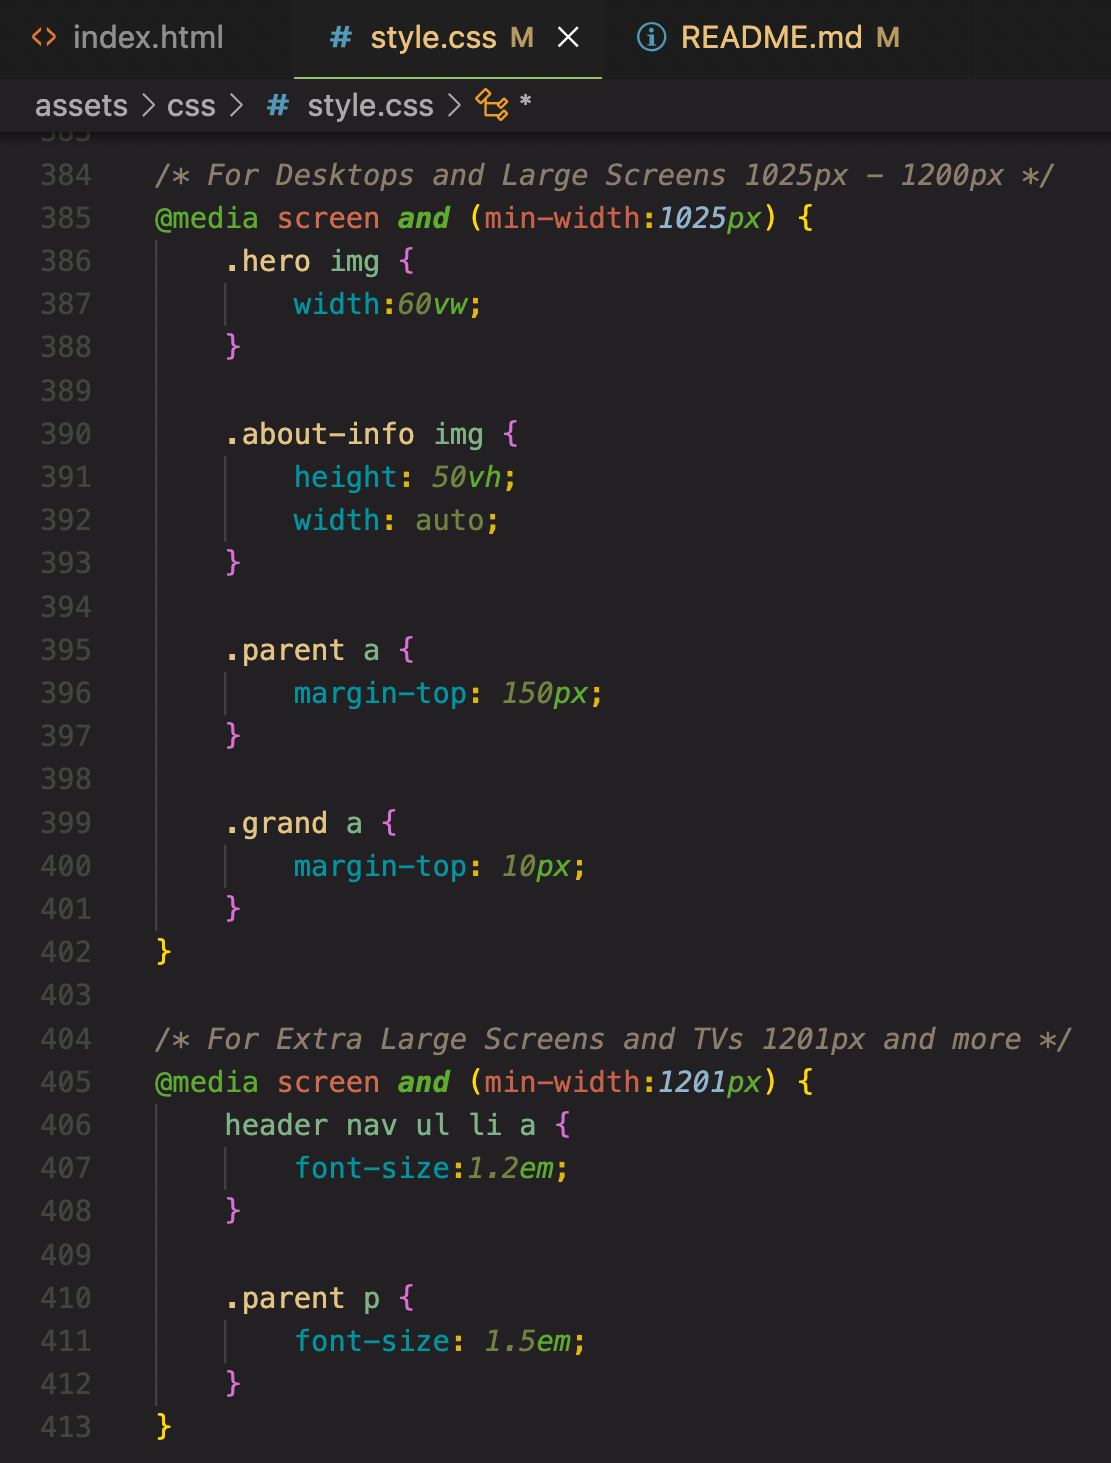 index.html
# style.css M ×
README.md M
assets > css > # style.css > *
383
384 /* For Desktops and Large Screens 1025px - 1200px */
385 @media screen and (min-width:1025px) {
386     .hero img {
387         width:60vw;
388     }
389
390     .about-info img {
391         height: 50vh;
392         width: auto;
393     }
394
395     .parent a {
396         margin-top: 150px;
397     }
398
399     .grand a {
400         margin-top: 10px;
401     }
402 }
403
404 /* For Extra Large Screens and TVs 1201px and more */
405 @media screen and (min-width:1201px) {
406     header nav ul li a {
407         font-size:1.2em;
408     }
409
410     .parent p {
411         font-size: 1.5em;
412     }
413 }